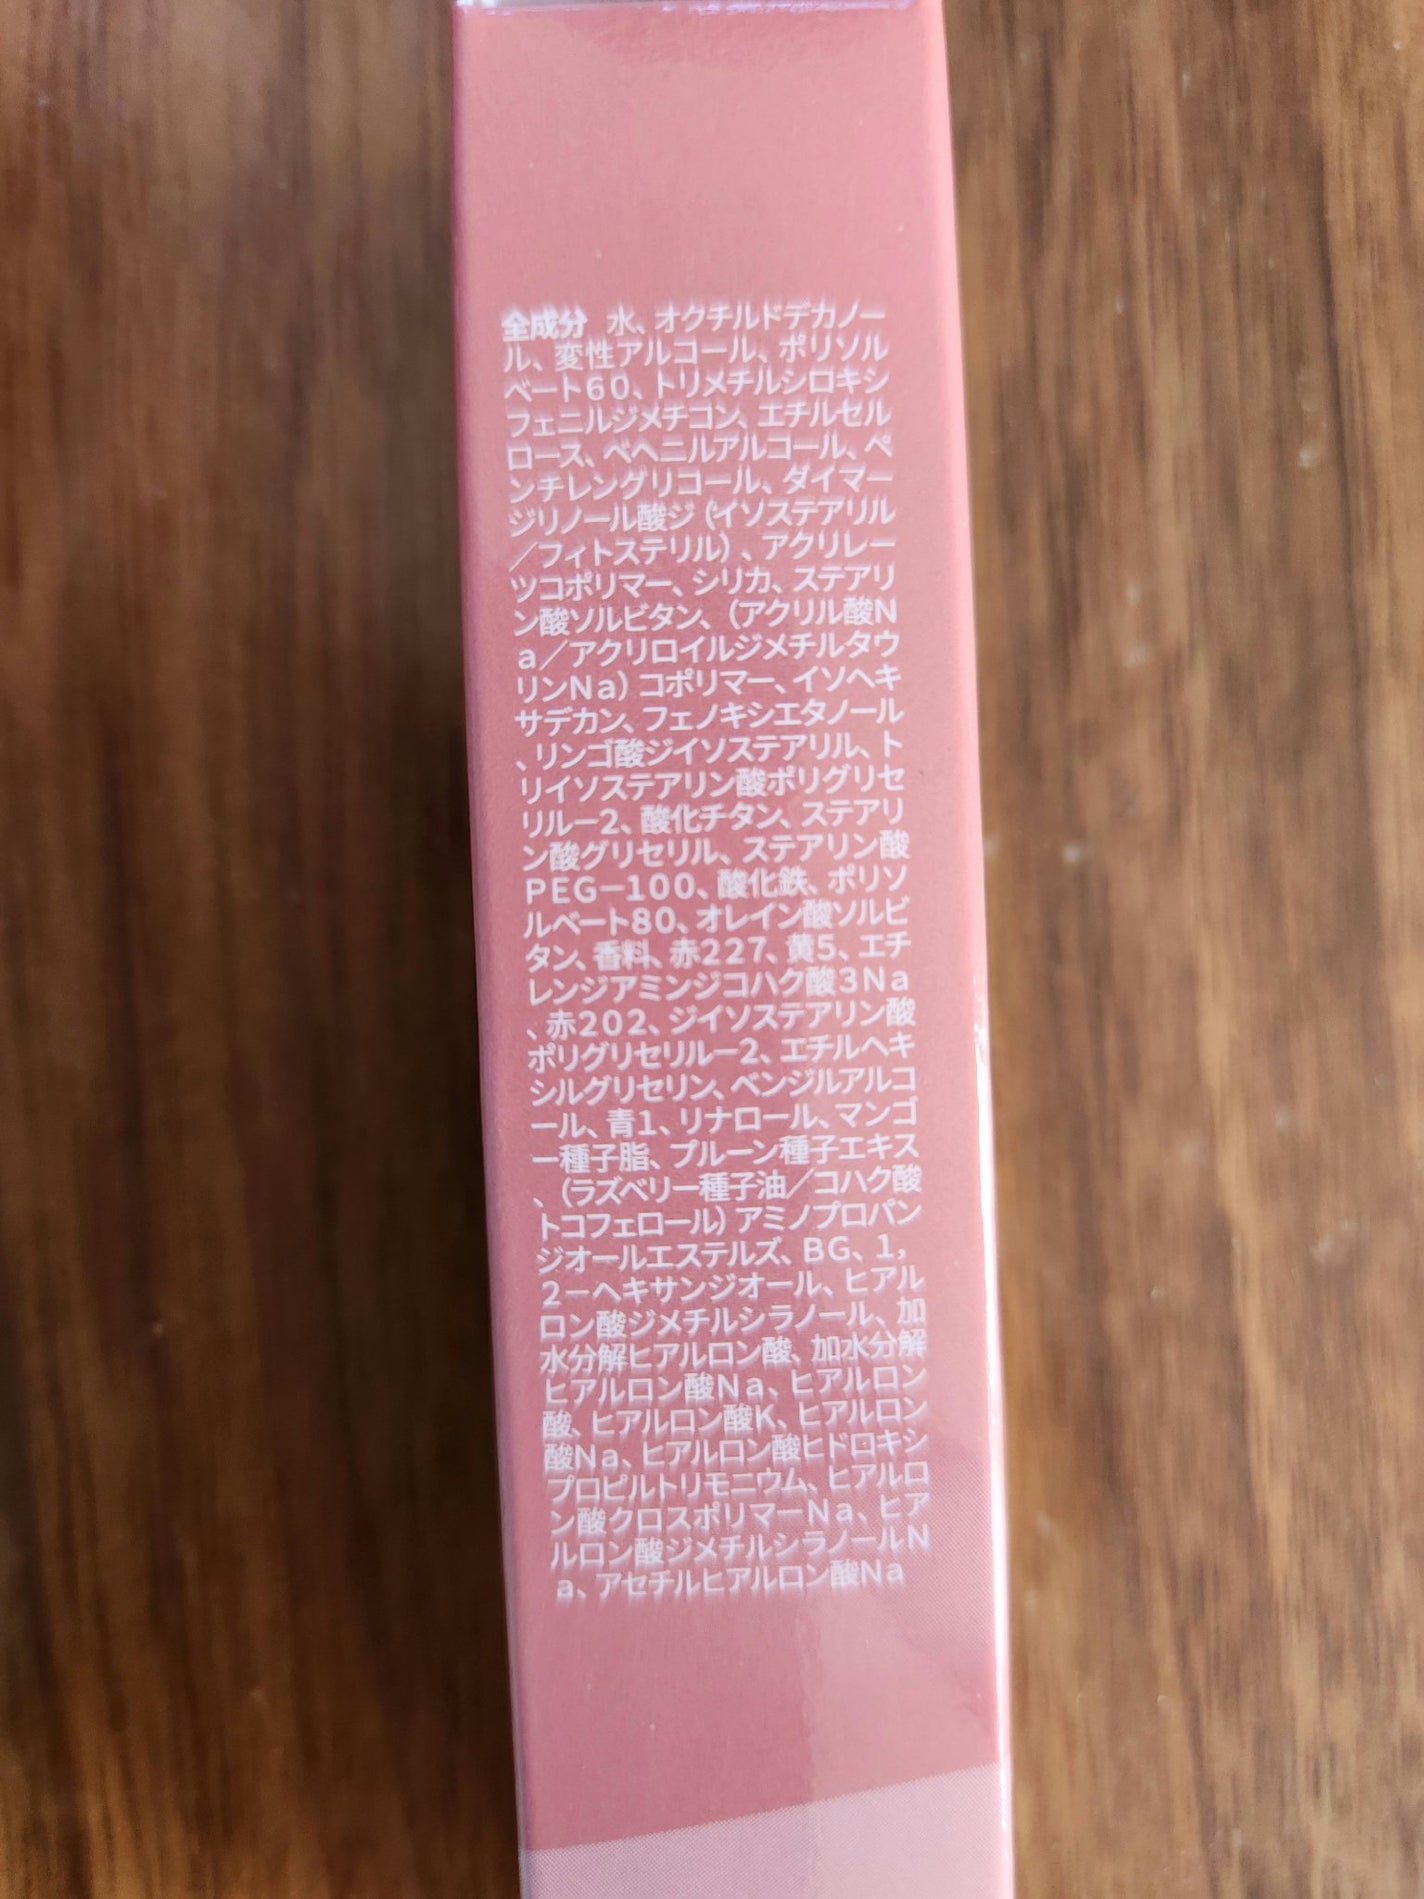 全成分 水、オクチルドデカノー
ル、変性アルコール、ポリソル
ベート60、トリメチルシロキシ
フェニルジメチコン、エチルセル
ロース、ベヘニルアルコール、ペ
ンチレングリコール、ダイマー
ジリノール酸ジ(イソステアリル
/フィトステリル)、アクリレー
ツコポリマー、シリカ、ステアリ
ン酸ソルビタン、(アクリル酸N
a/アクリロイルジメチルタウ
リンNa)コポリマー、イソヘキ
サデカン、フェノキシエタノール
、リンゴ酸ジイソステアリル、ト
リイソステアリン酸ポリグリセ
リルー2、酸化チタン、ステアリ
ン酸グリセリル、ステアリン酸
PEG-100、酸化鉄、ポリソ
ルベート80、オレイン酸ソルビ
タン、香料、赤227、黄5、エチ
レンジアミンジコハク酸3Na
、赤202、ジイソステアリン酸
ポリグリセリルー2、エチルヘキ
シルグリセリン、ベンジルアルコ
ール、青1、リナロール、マンゴ
ー種子脂、プルーン種子エキス
、(ラズベリー種子油/コハク酸
トコフェロール)アミノプロパン
ジオールエステルズ、BG、1,
2-ヘキサンジオール、ヒアル
ロン酸ジメチルシラノール、加
水分解ヒアルロン酸、加水分解
ヒアルロン酸Na、ヒアルロン
酸、ヒアルロン酸K、ヒアルロン
酸Na、ヒアルロン酸ヒドロキシ
プロピルトリモニウム、ヒアルロ
ン酸クロスポリマーNa、ヒア
ルロン酸ジメチルシラノールN
a、アセチルヒアルロン酸Na